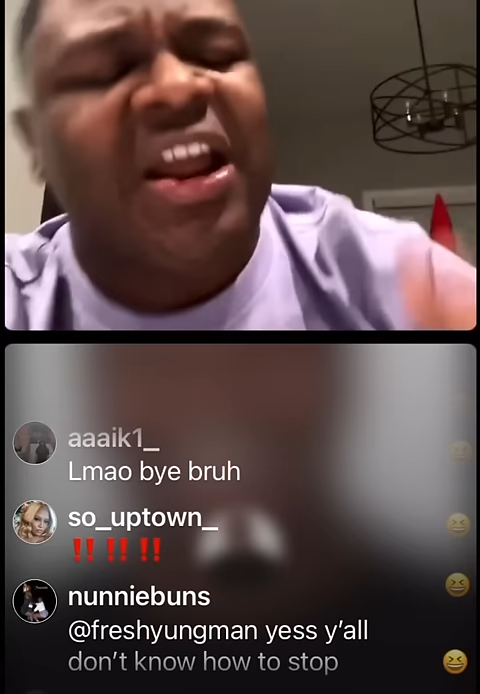 aaaik1_
Lmao bye bruh
so_uptown_
‼️ ‼️ ‼️
nunniebuns
@freshyungman yess y’all
don’t know how to stop